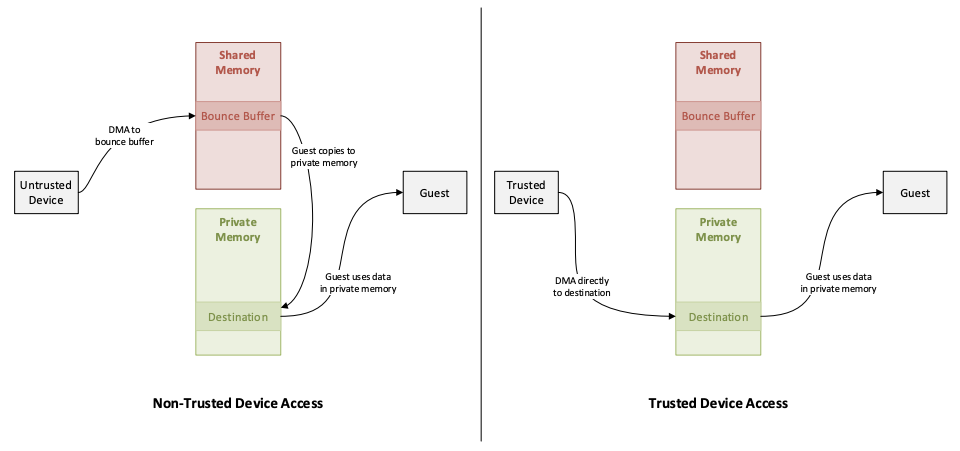 Shared
Memory
Bounce Buffer
DMA to
bounce buffer
Guest copies to
private memory
Untrusted
Device
Guest
Private
Memory
Guest uses data
in private memory
Destination
Non-Trusted Device Access
Shared
Memory
Bounce Buffer
Trusted
Device
Guest
Private
Memory
DMA directly
to destination
Guest uses data
in private memory
Destination
Trusted Device Access